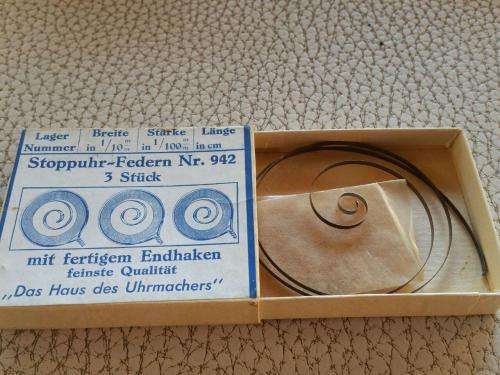 Lager Breite Stärke Länge
Nummer in 1/10 m in 1/100 m in cm
Stoppuhr-Federn Nr. 942
3 Stück
mit fertigem Endhaken
feinste Qualität
„Das Haus des Uhrmachers"